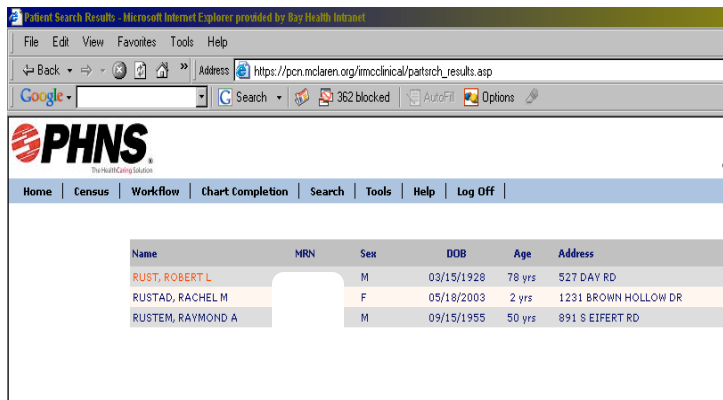 Patient Search Results - Microsoft Internet Explorer provided by Bay Health Intranet
File Edit View Favorites Tools Help
Back » Address https://pcn.mclaren.org/irmcclinical/partsrch_results.asp
Google G Search 362 blocked AutoFill Options
PHNS.
The HealthCaring Solution
Home | Census | Workflow | Chart Completion | Search | Tools | Help | Log Off |
Name MRN Sex DOB Age Address
RUST, ROBERT L M 03/15/1928 78 yrs 527 DAY RD
RUSTAD, RACHEL M F 05/18/2003 2 yrs 1231 BROWN HOLLOW DR
RUSTEM, RAYMOND A M 09/15/1955 50 yrs 891 S EIFERT RD